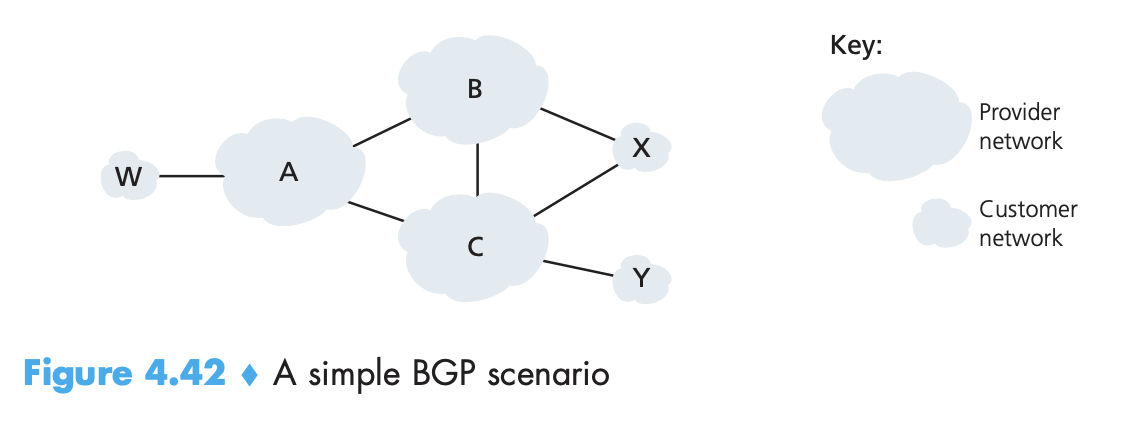 Key:
B
Provider
network
X
W
A
Customer
network
C
Y
Figure 4.42 ♦ A simple BGP scenario